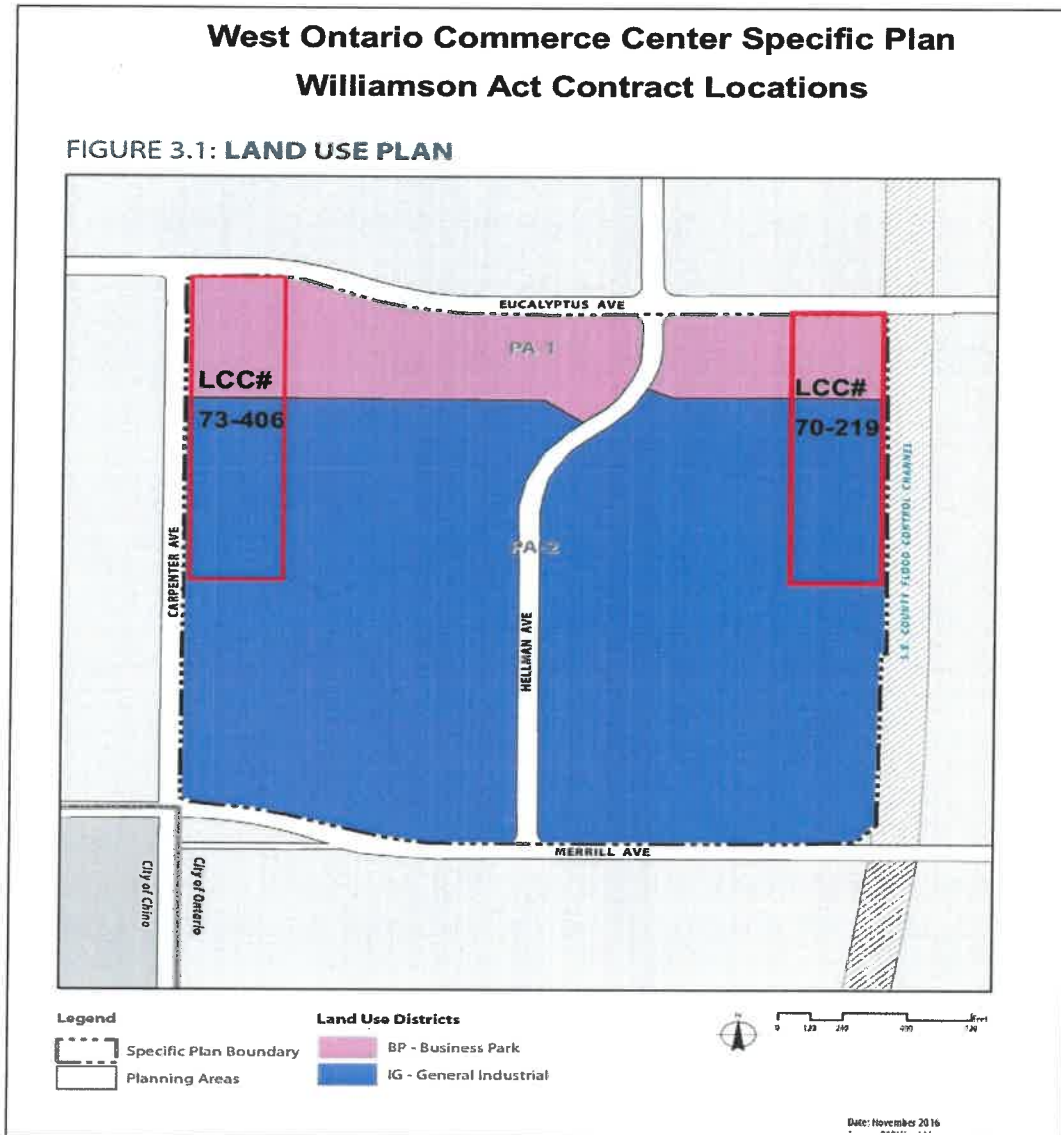 West Ontario Commerce Center Specific Plan
Williamson Act Contract Locations
FIGURE 3.1: LAND USE PLAN
EUCALYPTUS AVE
PA-1
LCC#
73-406
LCC#
70-219
CARPENTER AVE
PA-2
HELLMAN AVE
S.B. COUNTY FLOOD CONTROL CHANNEL
MERRILL AVE
City of Chino
City of Ontario
Legend
Specific Plan Boundary
Planning Areas
Land Use Districts
BP - Business Park
IG - General Industrial
N
0
Feet
Date: November 2016